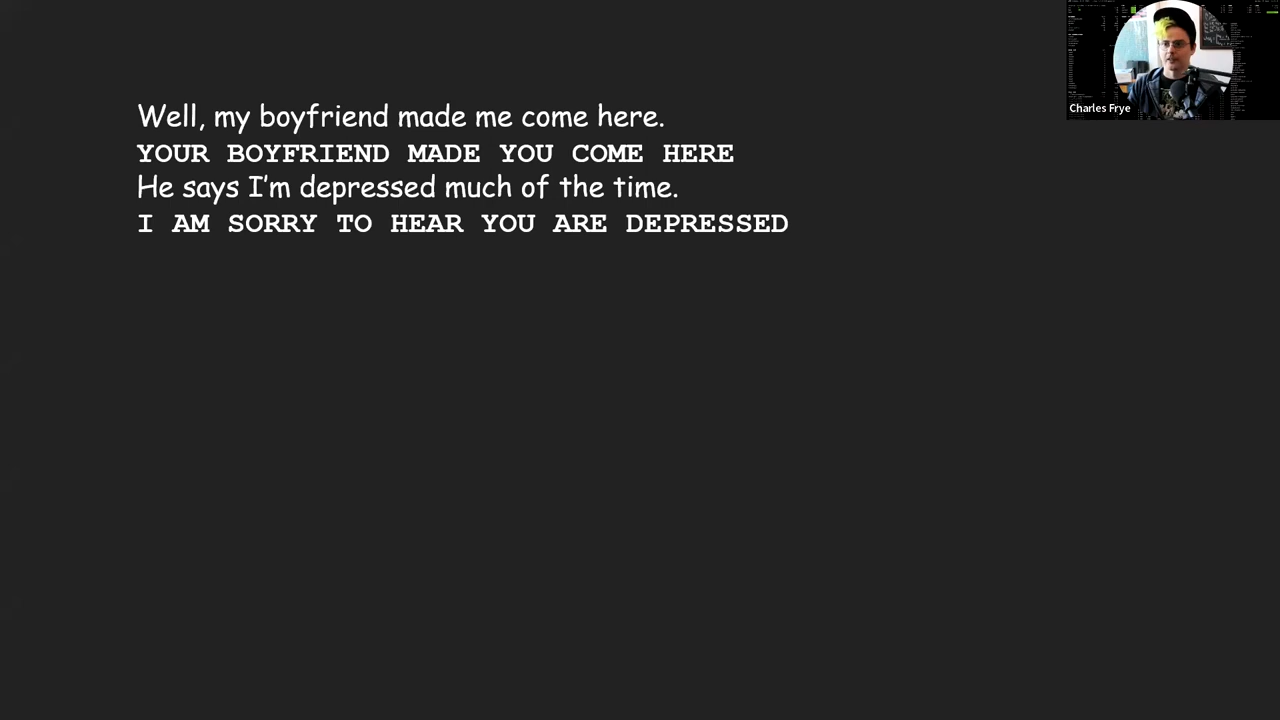 Well, my boyfriend made me come here.
YOUR BOYFRIEND MADE YOU COME HERE
He says I'm depressed much of the time.
I AM SORRY TO HEAR YOU ARE DEPRESSED
Charles Frye